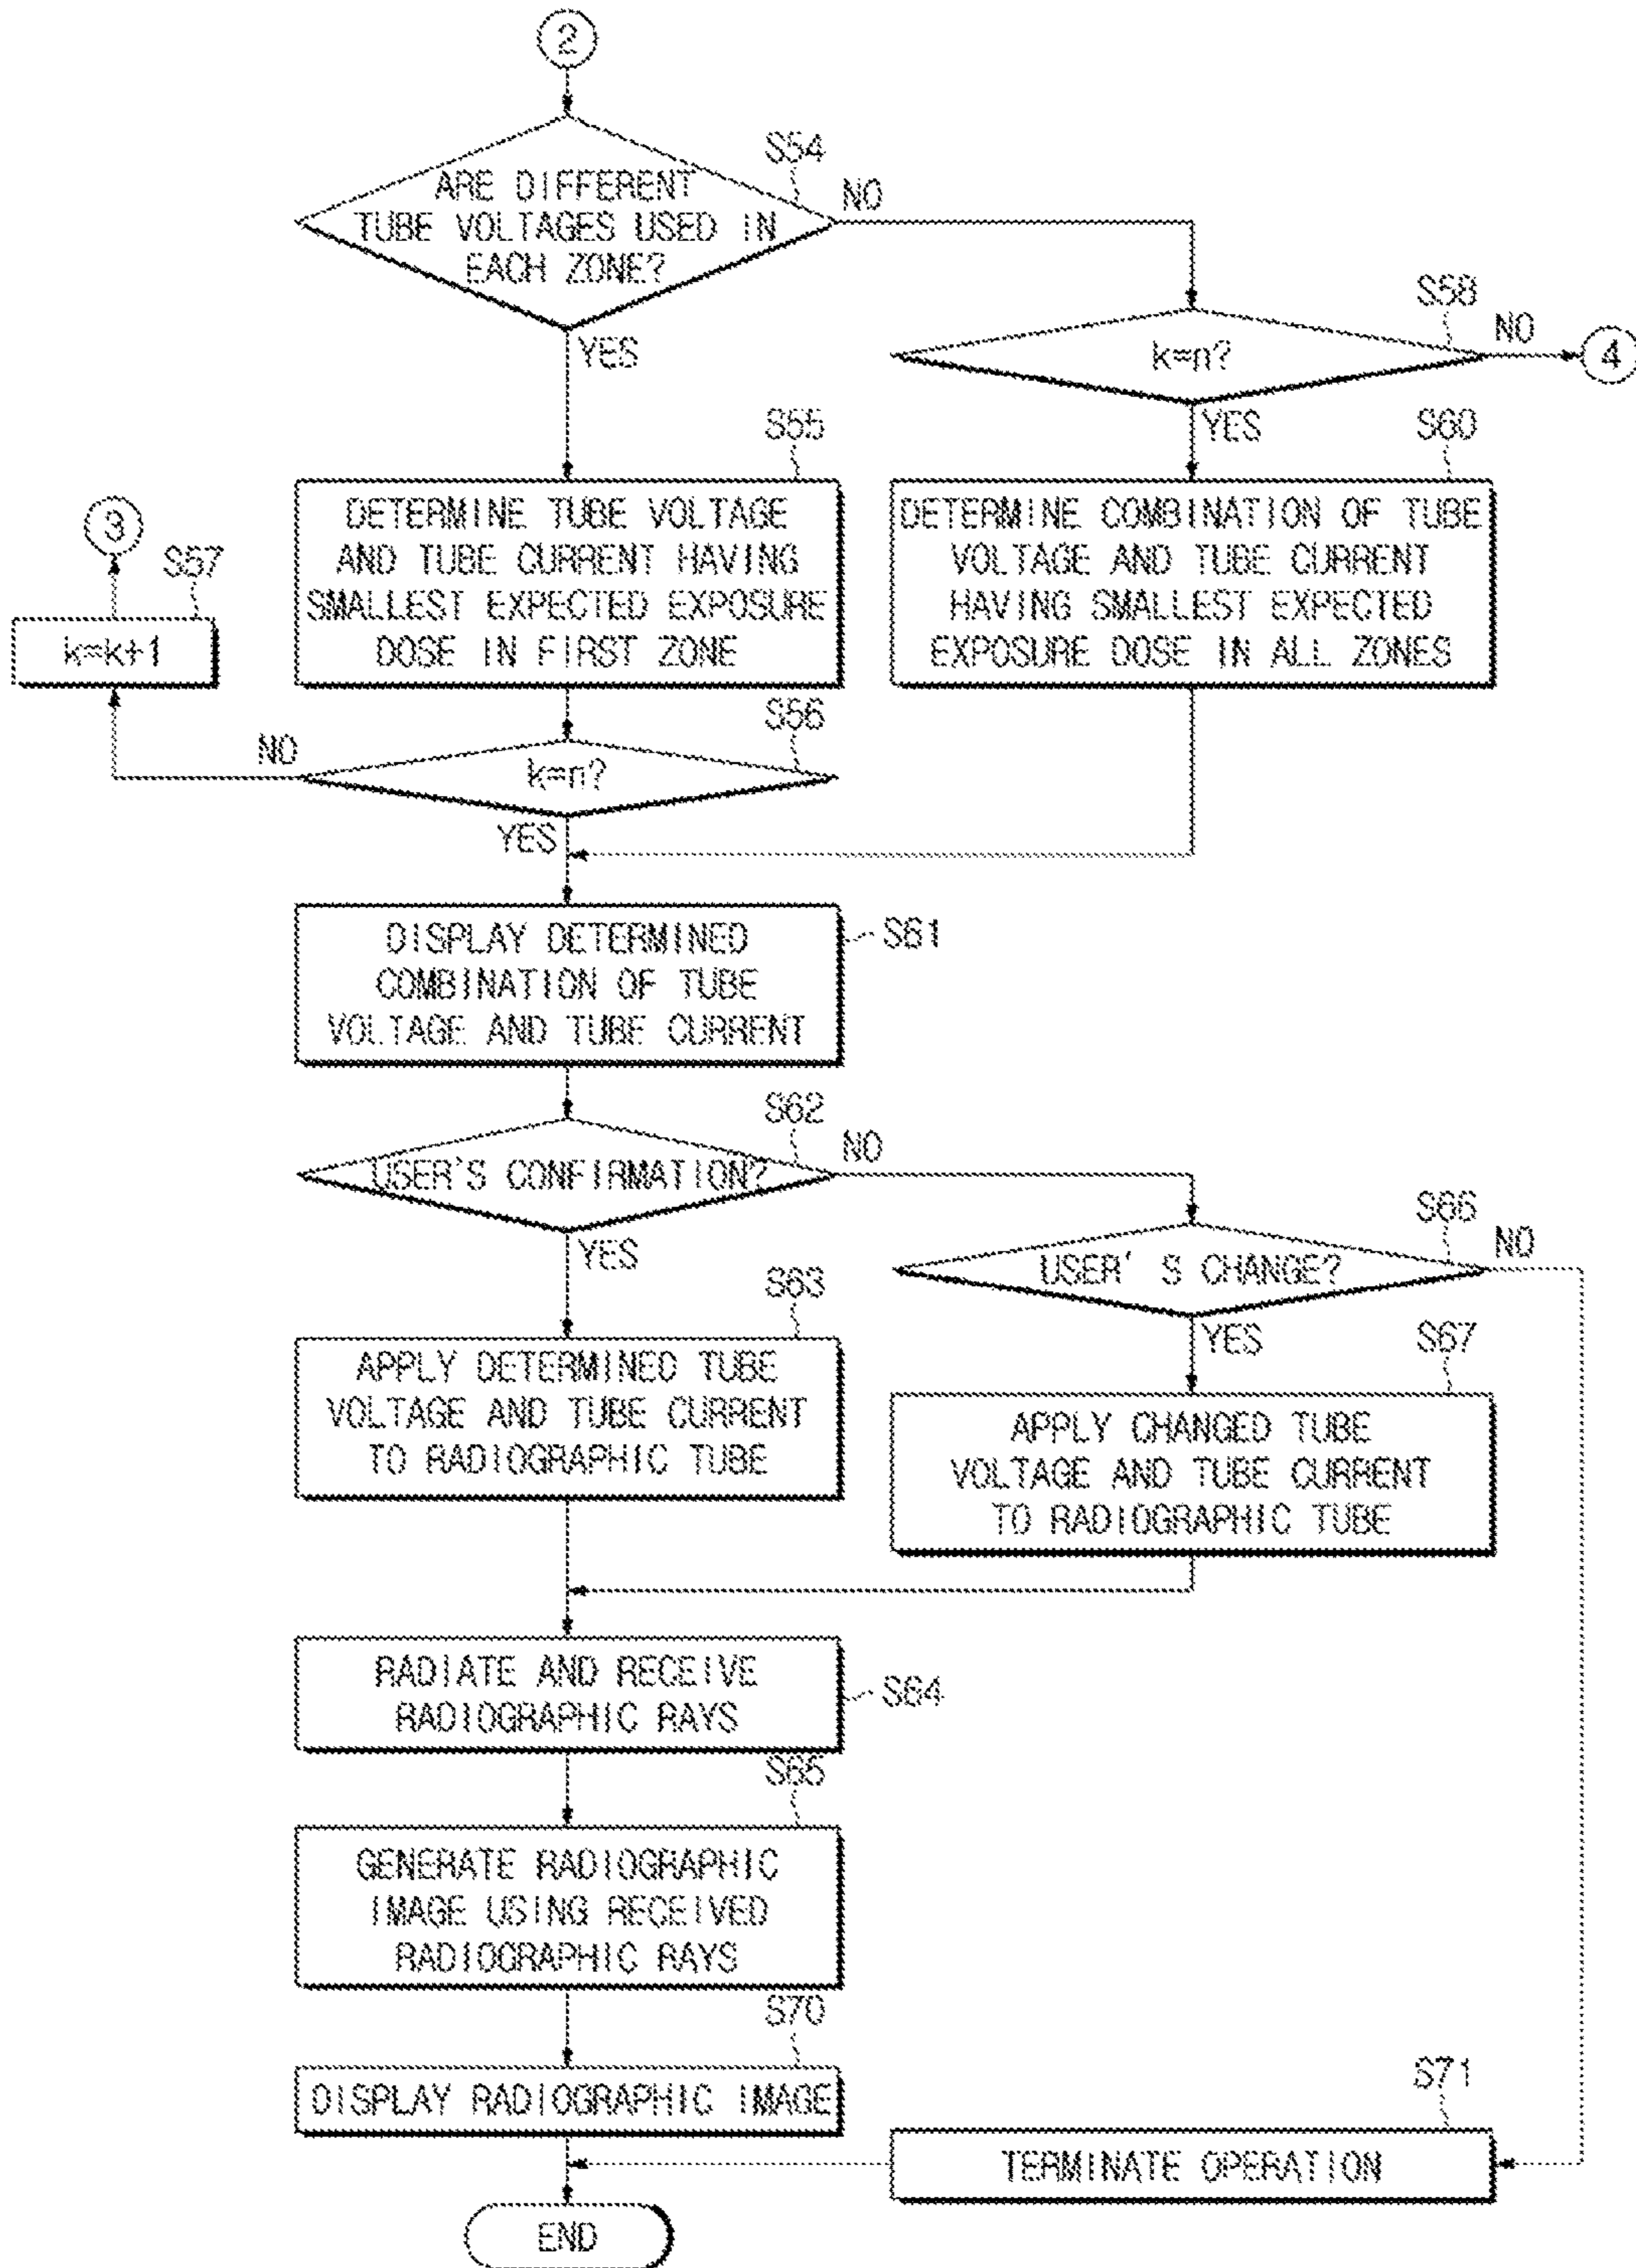 2
S54
ARE DIFFERENT
TUBE VOLTAGES USED IN
EACH ZONE?
NO
YES
S58
k=n?
NO
4
YES
S55
DETERMINE TUBE VOLTAGE
AND TUBE CURRENT HAVING
SMALLEST EXPECTED EXPOSURE
DOSE IN FIRST ZONE
S60
DETERMINE COMBINATION OF TUBE
VOLTAGE AND TUBE CURRENT
HAVING SMALLEST EXPECTED
EXPOSURE DOSE IN ALL ZONES
3
S57
k=k+1
S56
NO
k=n?
YES
DISPLAY DETERMINED
COMBINATION OF TUBE
VOLTAGE AND TUBE CURRENT
S61
S62
USER'S CONFIRMATION?
NO
YES
S66
USER' S CHANGE?
NO
YES
S63
APPLY DETERMINED TUBE
VOLTAGE AND TUBE CURRENT
TO RADIOGRAPHIC TUBE
S67
APPLY CHANGED TUBE
VOLTAGE AND TUBE CURRENT
TO RADIOGRAPHIC TUBE
RADIATE AND RECEIVE
RADIOGRAPHIC RAYS
S64
S65
GENERATE RADIOGRAPHIC
IMAGE USING RECEIVED
RADIOGRAPHIC RAYS
S70
DISPLAY RADIOGRAPHIC IMAGE
S71
TERMINATE OPERATION
END